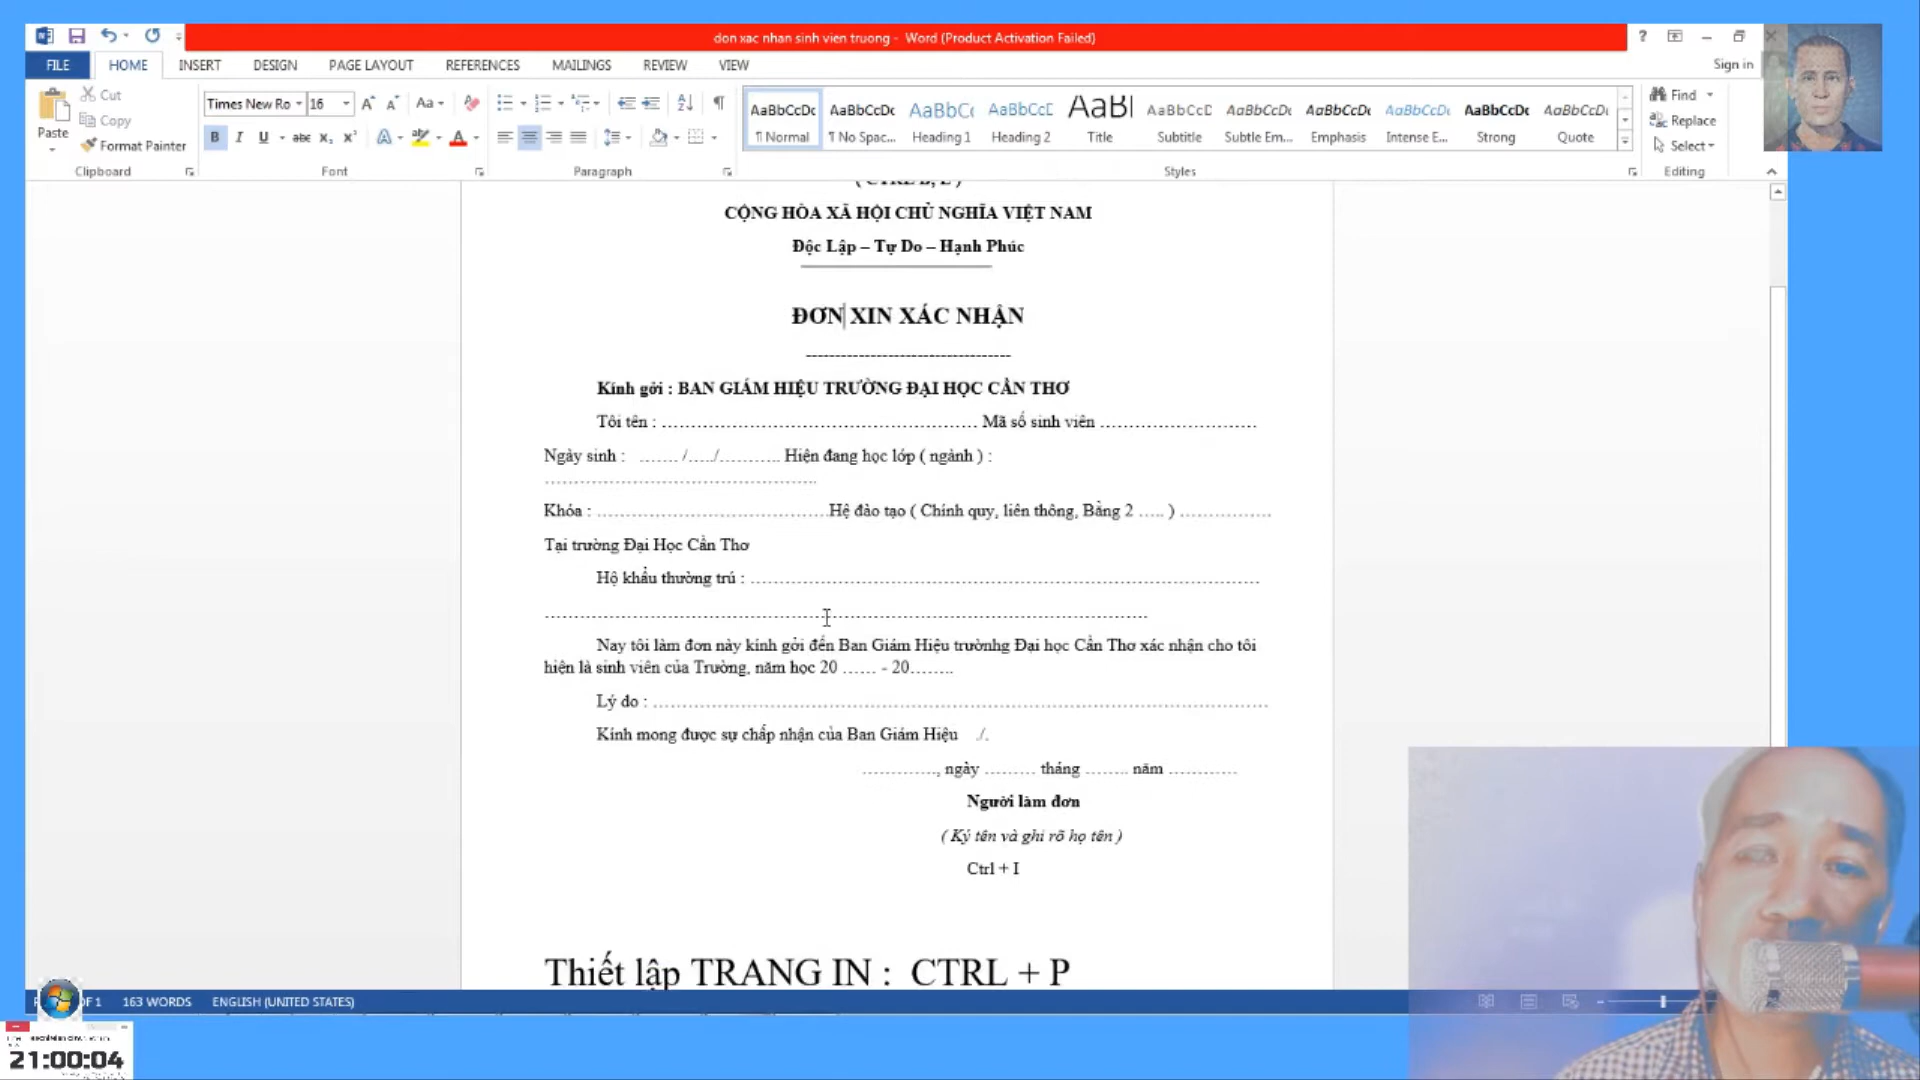 don xac nhan sinh vien truong - Word (Product Activation Failed)
FILE HOME INSERT DESIGN PAGE LAYOUT REFERENCES MAILINGS REVIEW VIEW Sign in
Paste Cut Copy Format Painter
Times New Ro 16 Aa
AaBbCcDc AaBbCcDc AaBbCc AaBbCcD AaBl AaBbCcD AaBbCcDc AaBbCcDc AaBbCcDc AaBbCcDc AaBbCcDc
¶ Normal ¶ No Spac... Heading 1 Heading 2 Title Subtitle Subtle Em... Emphasis Intense E... Strong Quote
Find
Replace
Select
Clipboard Font Paragraph Styles Editing
CỘNG HÒA XÃ HỘI CHỦ NGHĨA VIỆT NAM
Độc Lập – Tự Do – Hạnh Phúc
ĐƠN XIN XÁC NHẬN
-----------------------------------
Kính gởi : BAN GIÁM HIỆU TRƯỜNG ĐẠI HỌC CẦN THƠ
Tôi tên : ……………………………………………… Mã số sinh viên ………………………
Ngày sinh : ……. /…../……….. Hiện đang học lớp ( ngành ) :
……………………………………….
Khóa : …………………………………Hệ đào tạo ( Chính quy, liên thông, Bằng 2 ….. ) ……………
Tại trường Đại Học Cần Thơ
Hộ khẩu thường trú : ……………………………………………………………………………
…………………………………………………………………………………………
Nay tôi làm đơn này kính gởi đến Ban Giám Hiệu trườnhg Đại học Cần Thơ xác nhận cho tôi
hiện là sinh viên của Trường, năm học 20 …… - 20……..
Lý do : ……………………………………………………………………………………………
Kính mong được sự chấp nhận của Ban Giám Hiệu ./.
…………, ngày ……… tháng ……. năm …………
Người làm đơn
( Ký tên và ghi rõ họ tên )
Ctrl + I
Thiết lập TRANG IN : CTRL + P
OF 1 163 WORDS ENGLISH (UNITED STATES)
21:00:04